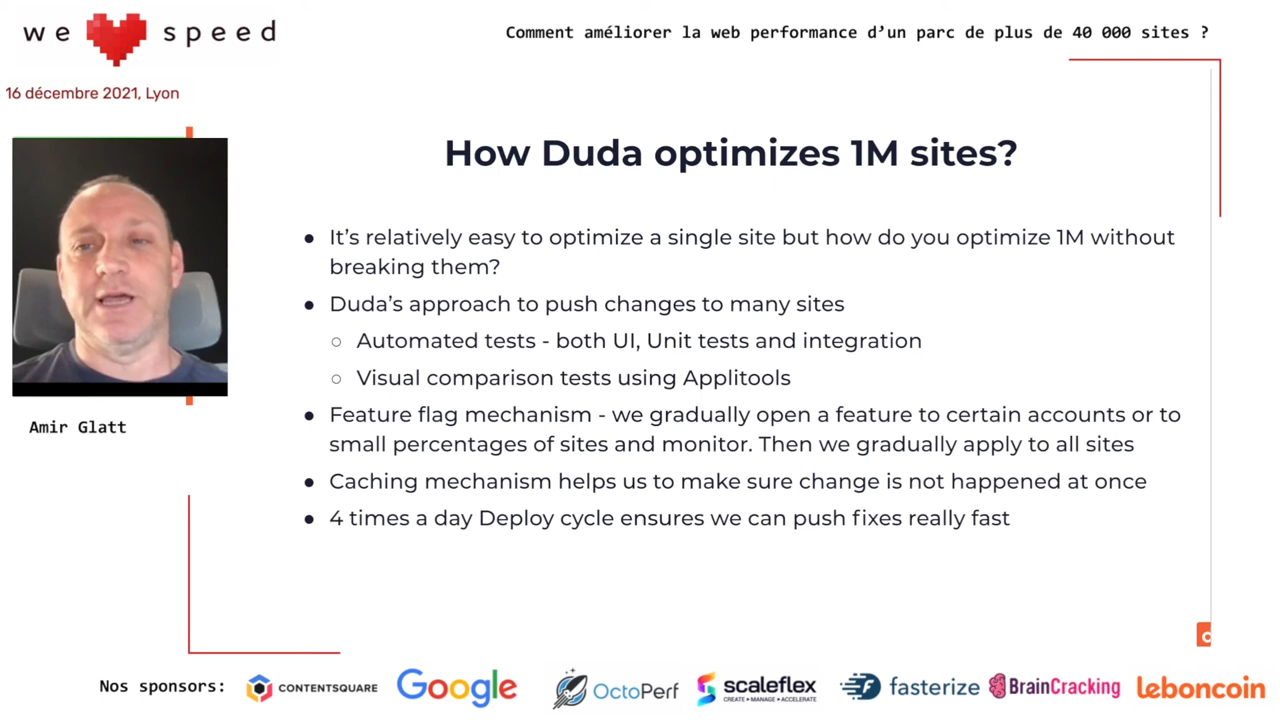 we speed
Comment améliorer la web performance d’un parc de plus de 40 000 sites ?
16 décembre 2021, Lyon
How Duda optimizes 1M sites?
● It’s relatively easy to optimize a single site but how do you optimize 1M without
breaking them?
● Duda’s approach to push changes to many sites
○ Automated tests - both UI, Unit tests and integration
○ Visual comparison tests using Applitools
● Feature flag mechanism - we gradually open a feature to certain accounts or to
small percentages of sites and monitor. Then we gradually apply to all sites
● Caching mechanism helps us to make sure change is not happened at once
● 4 times a day Deploy cycle ensures we can push fixes really fast
Amir Glatt
Nos sponsors: CONTENTSQUARE Google OctoPerf scaleflex fasterize BrainCracking leboncoin
CREATE • MANAGE • ACCELERATE